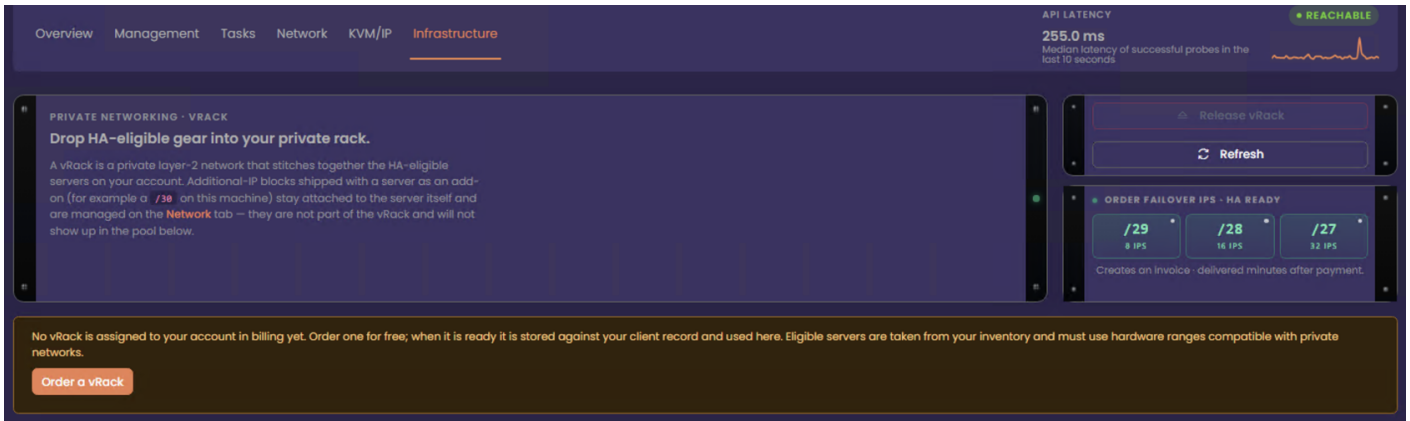 Overview Management Tasks Network KVM/IP Infrastructure
API LATENCY
REACHABLE
255.0 ms
Median latency of successful probes in the
last 10 seconds
PRIVATE NETWORKING · VRACK
Drop HA-eligible gear into your private rack.
A vRack is a private layer-2 network that stitches together the HA-eligible
servers on your account. Additional-IP blocks shipped with a server as an add-
on (for example a /30 on this machine) stay attached to the server itself and
are managed on the Network tab — they are not part of the vRack and will not
show up in the pool below.
Release vRack
Refresh
ORDER FAILOVER IPS · HA READY
/29 /28 /27
8 IPS 16 IPS 32 IPS
Creates an invoice · delivered minutes after payment.
No vRack is assigned to your account in billing yet. Order one for free; when it is ready it is stored against your client record and used here. Eligible servers are taken from your inventory and must use hardware ranges compatible with private
networks.
Order a vRack